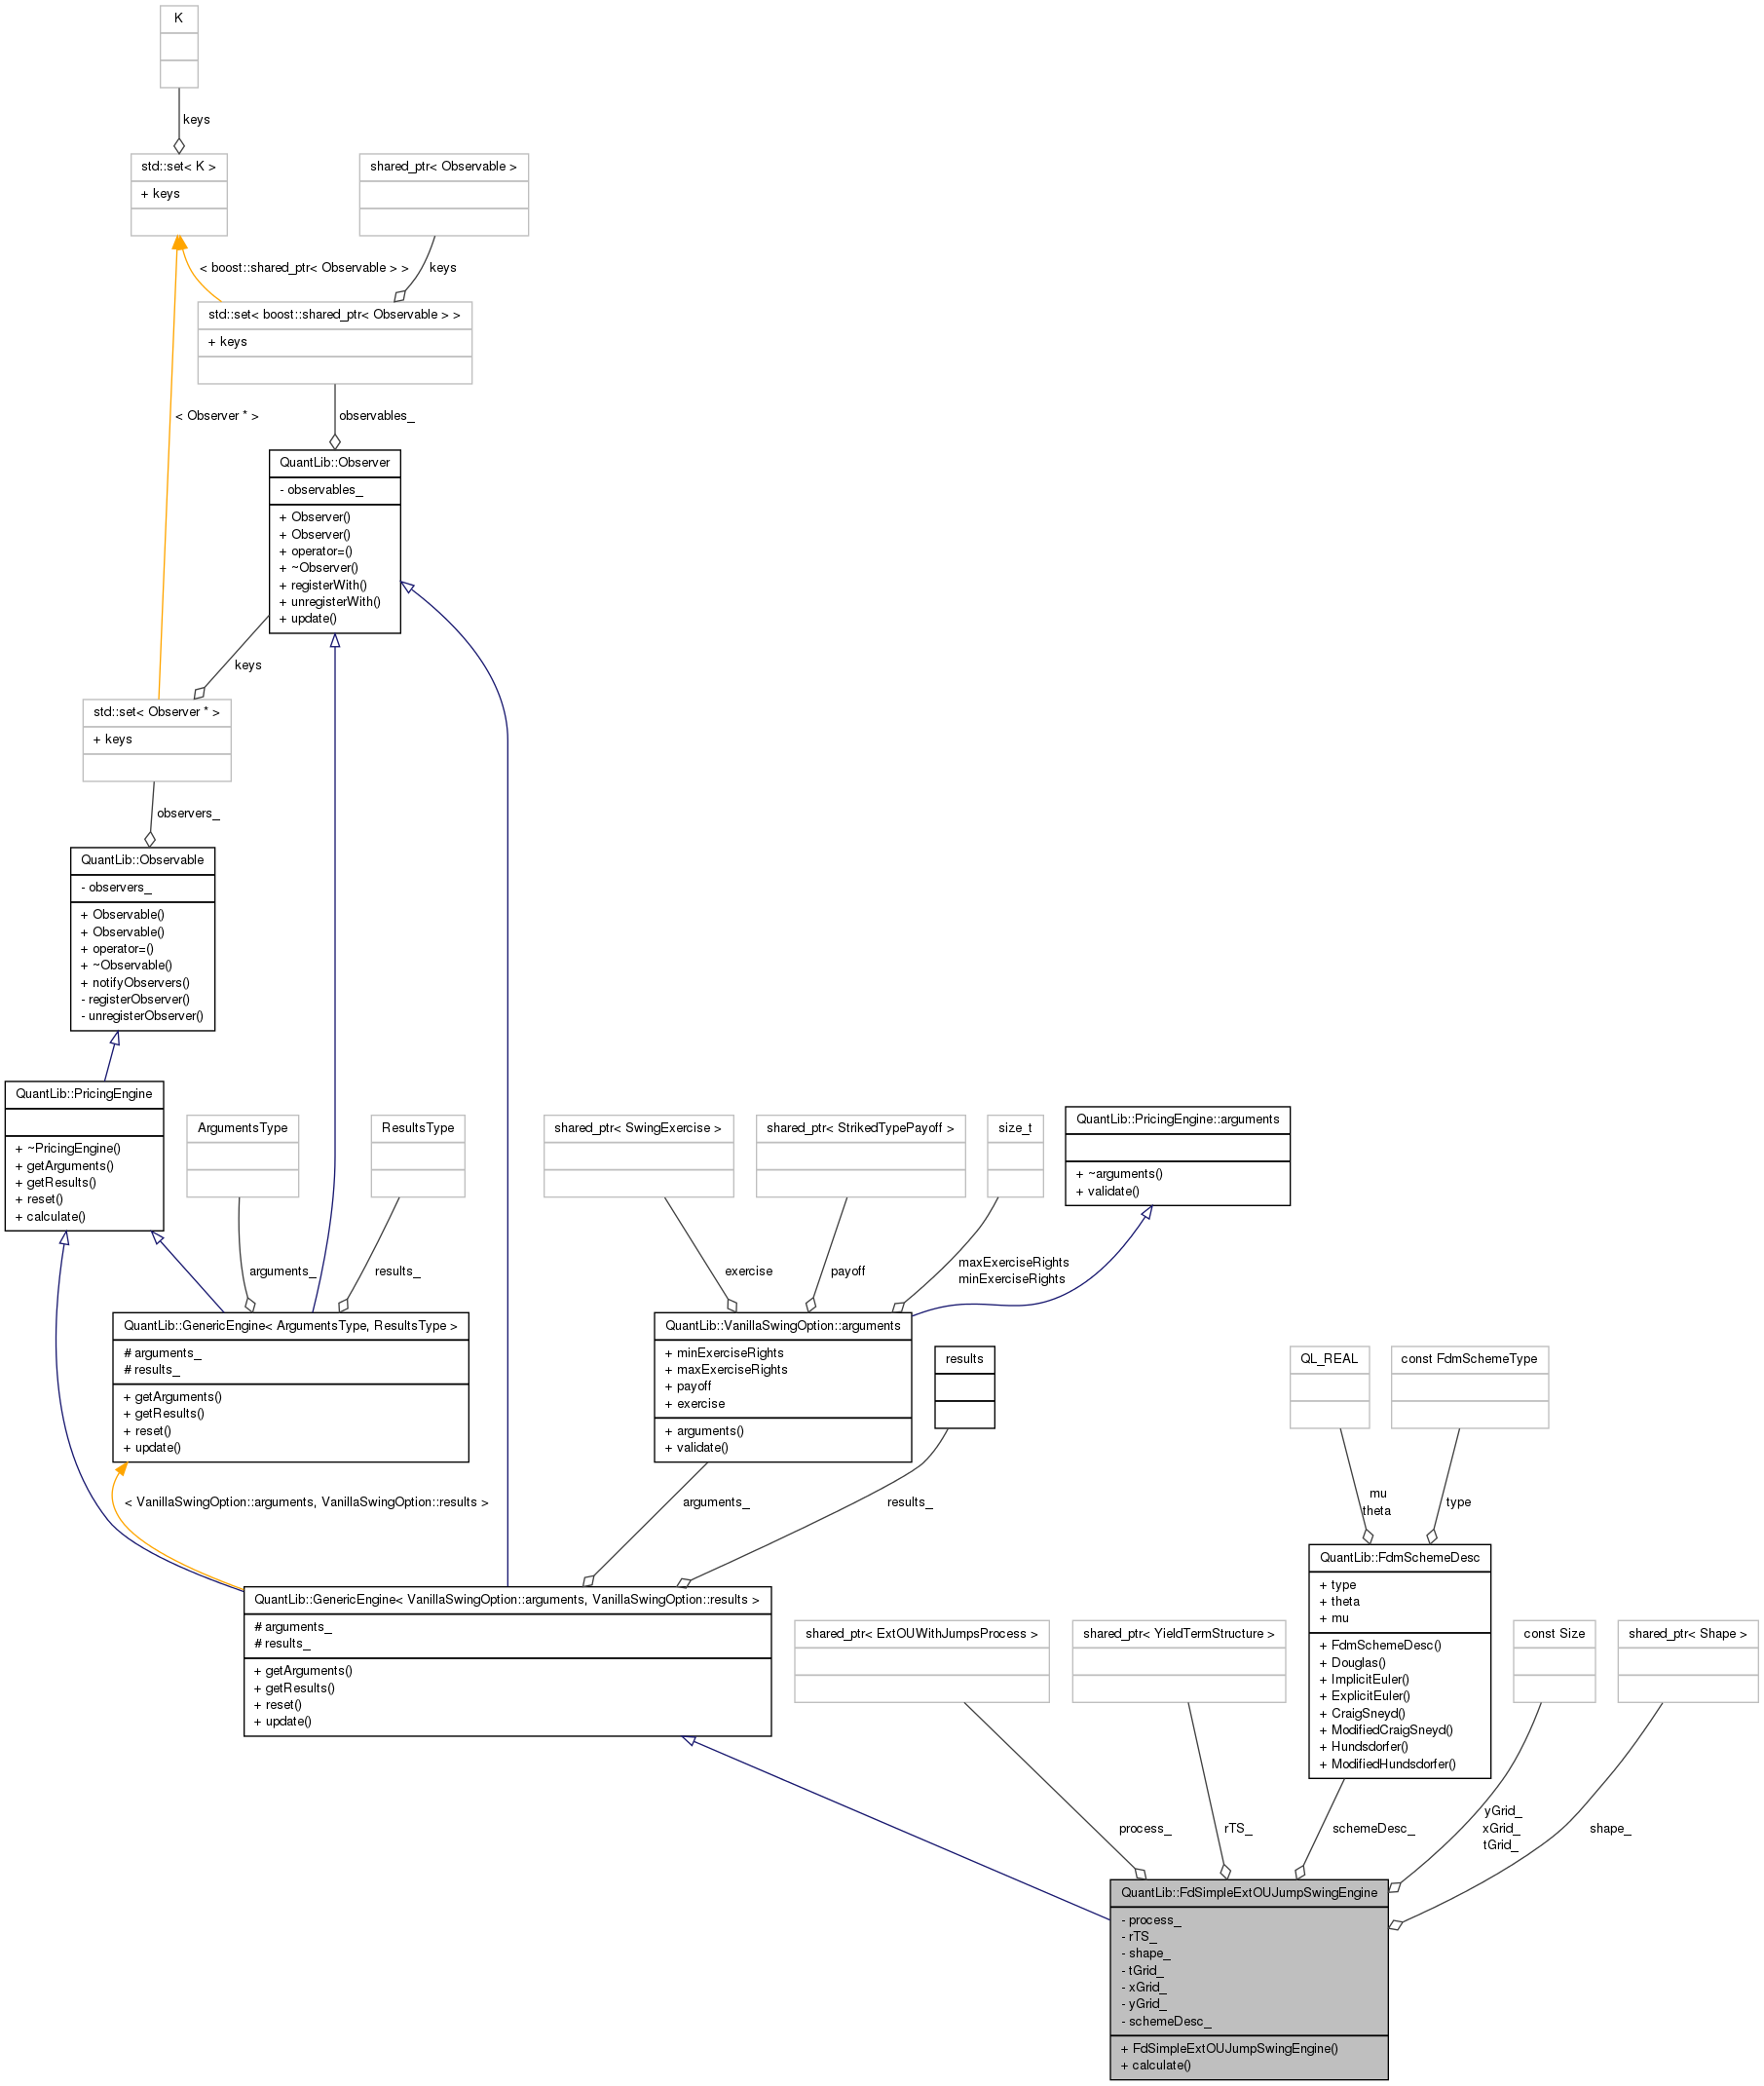 K
keys
std::set< K >
+ keys
shared_ptr< Observable >
< boost::shared_ptr< Observable > >
keys
std::set< boost::shared_ptr< Observable > >
+ keys
< Observer * >
observables_
QuantLib::Observer
- observables_
+ Observer()
+ Observer()
+ operator=()
+ ~Observer()
+ registerWith()
+ unregisterWith()
+ update()
keys
std::set< Observer * >
+ keys
observers_
QuantLib::Observable
- observers_
+ Observable()
+ Observable()
+ operator=()
+ ~Observable()
+ notifyObservers()
- registerObserver()
- unregisterObserver()
QuantLib::PricingEngine
+ ~PricingEngine()
+ getArguments()
+ getResults()
+ reset()
+ calculate()
ArgumentsType
ResultsType
shared_ptr< SwingExercise >
shared_ptr< StrikedTypePayoff >
size_t
QuantLib::PricingEngine::arguments
+ ~arguments()
+ validate()
arguments_
results_
exercise
payoff
maxExerciseRights
minExerciseRights
QuantLib::GenericEngine< ArgumentsType, ResultsType >
# arguments_
# results_
+ getArguments()
+ getResults()
+ reset()
+ update()
QuantLib::VanillaSwingOption::arguments
+ minExerciseRights
+ maxExerciseRights
+ payoff
+ exercise
+ arguments()
+ validate()
results
QL_REAL
const FdmSchemeType
< VanillaSwingOption::arguments, VanillaSwingOption::results >
arguments_
results_
mu
theta
type
QuantLib::GenericEngine< VanillaSwingOption::arguments, VanillaSwingOption::results >
# arguments_
# results_
+ getArguments()
+ getResults()
+ reset()
+ update()
shared_ptr< ExtOUWithJumpsProcess >
shared_ptr< YieldTermStructure >
QuantLib::FdmSchemeDesc
+ type
+ theta
+ mu
+ FdmSchemeDesc()
+ Douglas()
+ ImplicitEuler()
+ ExplicitEuler()
+ CraigSneyd()
+ ModifiedCraigSneyd()
+ Hundsdorfer()
+ ModifiedHundsdorfer()
const Size
shared_ptr< Shape >
process_
rTS_
schemeDesc_
yGrid_
xGrid_
tGrid_
shape_
QuantLib::FdSimpleExtOUJumpSwingEngine
- process_
- rTS_
- shape_
- tGrid_
- xGrid_
- yGrid_
- schemeDesc_
+ FdSimpleExtOUJumpSwingEngine()
+ calculate()